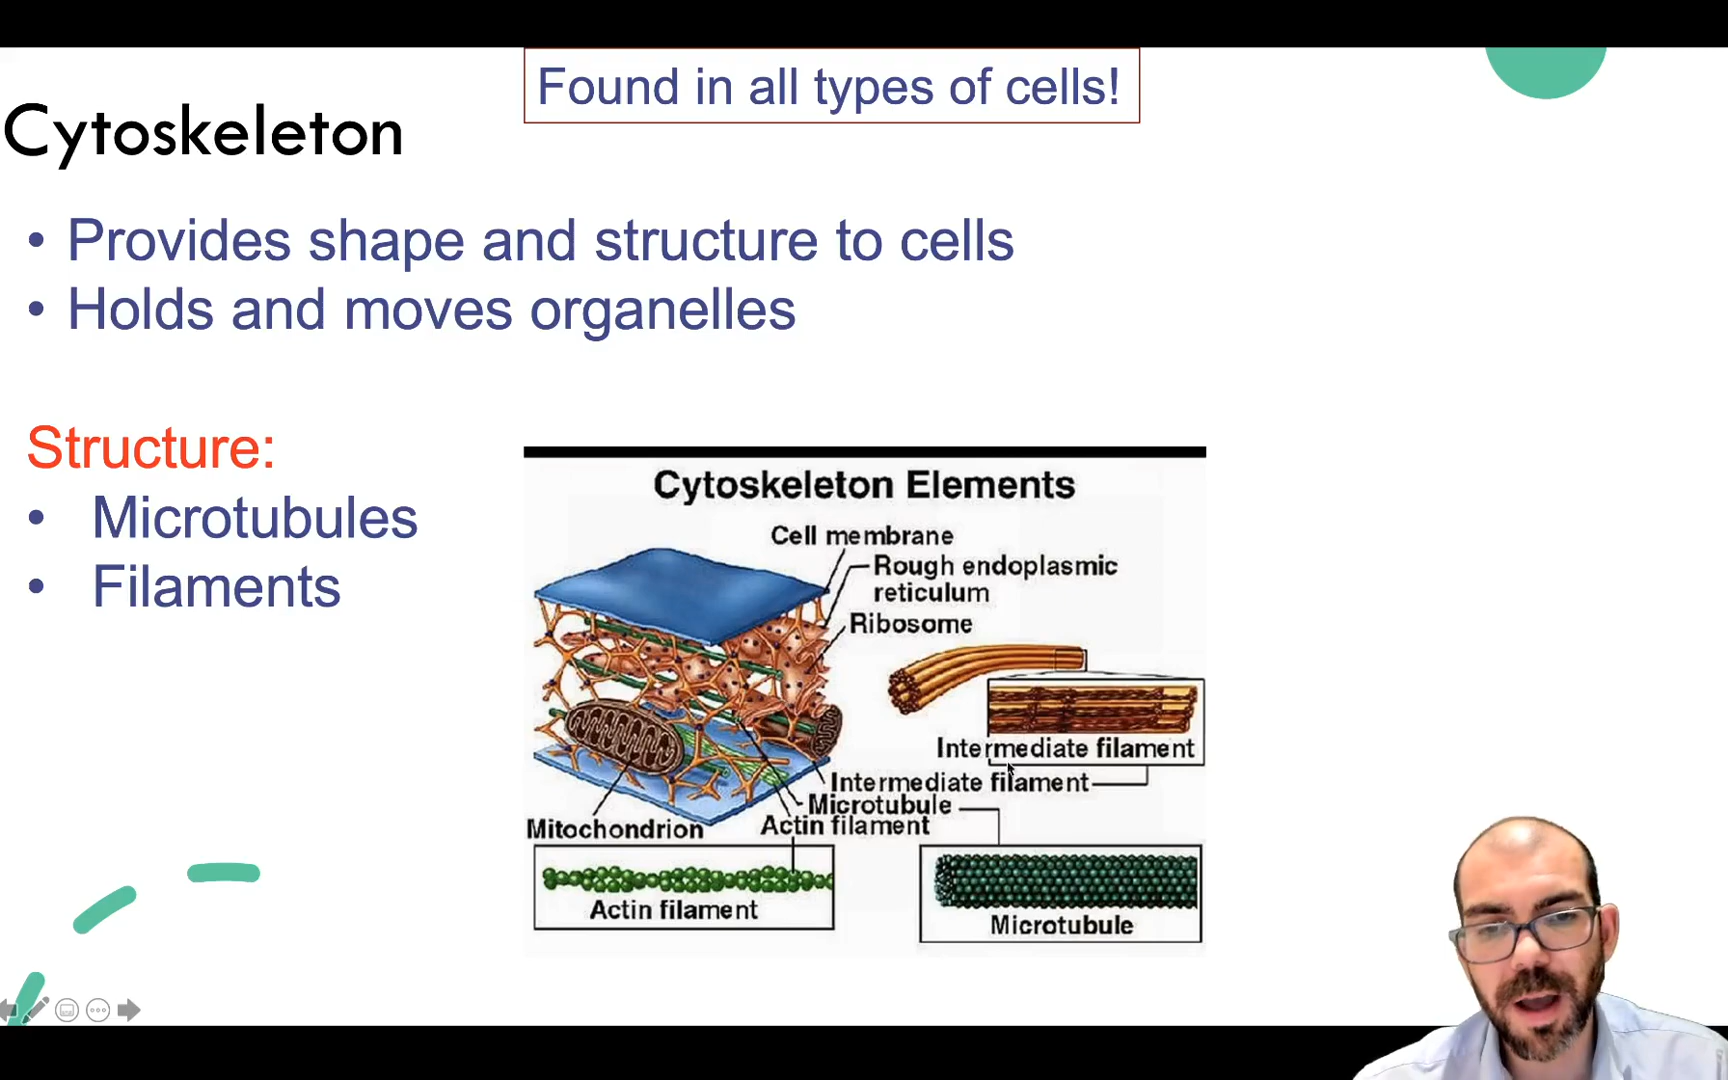 Found in all types of cells!
Cytoskeleton
• Provides shape and structure to cells
• Holds and moves organelles
Structure:
• Microtubules
• Filaments
Cytoskeleton Elements
Cell membrane
Rough endoplasmic
reticulum
Ribosome
Intermediate filament
Intermediate filament
Microtubule
Mitochondrion
Actin filament
Actin filament
Microtubule